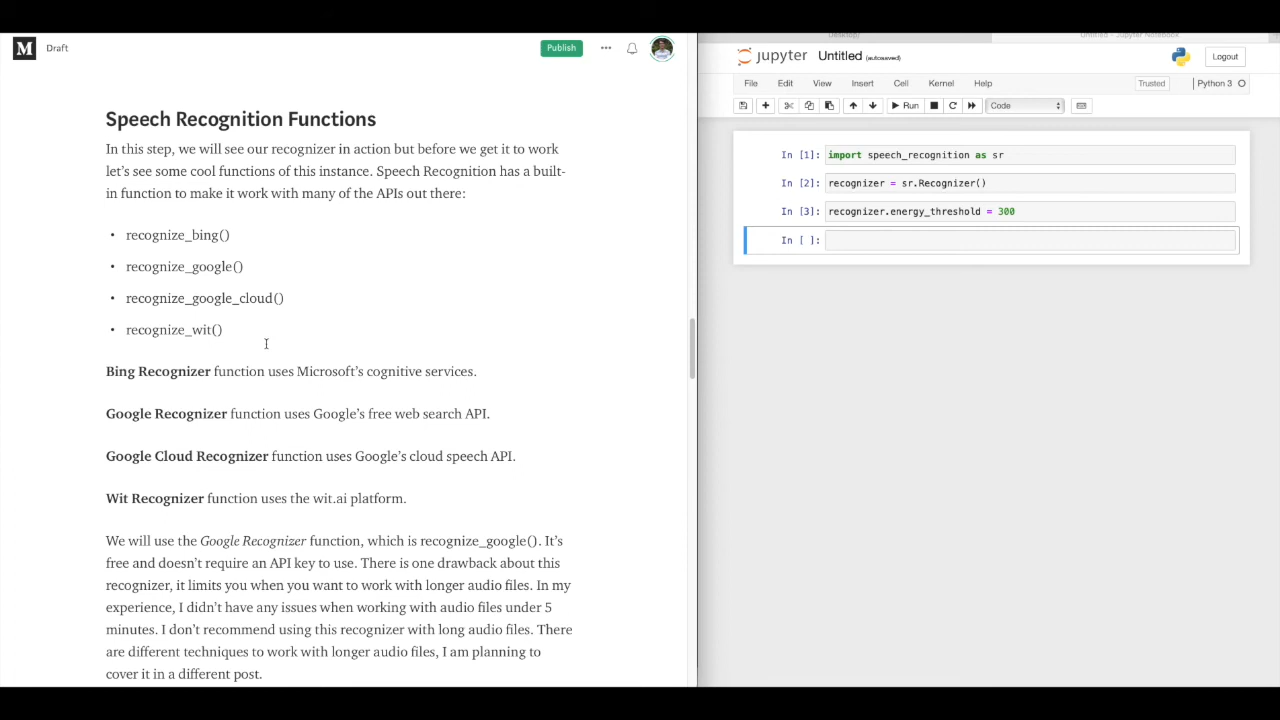 M Draft
Publish
Speech Recognition Functions
In this step, we will see our recognizer in action but before we get it to work
let's see some cool functions of this instance. Speech Recognition has a built-
in function to make it work with many of the APIs out there:
• recognize_bing()
• recognize_google()
• recognize_google_cloud()
• recognize_wit()
Bing Recognizer function uses Microsoft's cognitive services.
Google Recognizer function uses Google's free web search API.
Google Cloud Recognizer function uses Google's cloud speech API.
Wit Recognizer function uses the wit.ai platform.
We will use the Google Recognizer function, which is recognize_google(). It's
free and doesn't require an API key to use. There is one drawback about this
recognizer, it limits you when you want to work with longer audio files. In my
experience, I didn't have any issues when working with audio files under 5
minutes. I don't recommend using this recognizer with long audio files. There
are different techniques to work with longer audio files, I am planning to
cover it in a different post.
Desktop/
Untitled - Jupyter Notebook
jupyter Untitled (autosaved)
Logout
File Edit View Insert Cell Kernel Help
Trusted
Python 3
Run
Code
In [1]: import speech_recognition as sr
In [2]: recognizer = sr.Recognizer()
In [3]: recognizer.energy_threshold = 300
In [ ]: